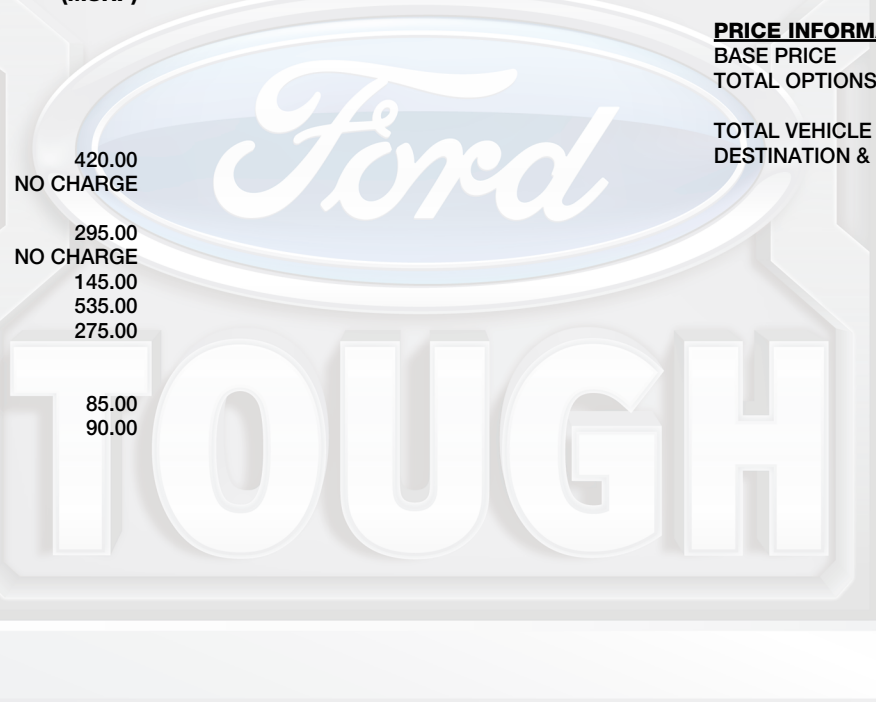 PRICE INFORM
BASE PRICE
TOTAL OPTIONS
TOTAL VEHICLE
DESTINATION &
420.00
NO CHARGE
295.00
NO CHARGE
145.00
535.00
275.00
85.00
90.00
Ford
TOUGH